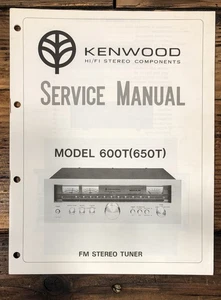 KENWOOD
HI/FI STEREO COMPONENTS
SERVICE MANUAL
MODEL 600T(650T)
FM STEREO TUNER